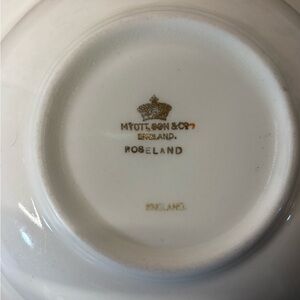 MYOTT, SON & CO
ENGLAND.
ROSELAND
ENGLAND.